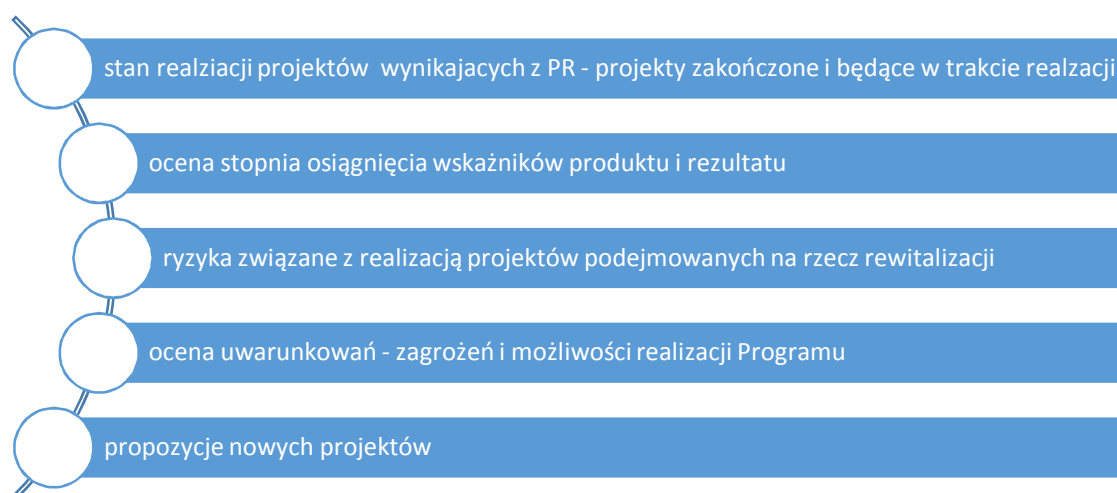 stan realziacji projektów wynikajacych z PR - projekty zakończone i będące w trakcie realzacji
ocena stopnia osiągnięcia wskażników produktu i rezultatu
ryzyka związane z realizacją projektów podejmowanych na rzecz rewitalizacji
ocena uwarunkowań - zagrożeń i możliwości realizacji Programu
propozycje nowych projektów